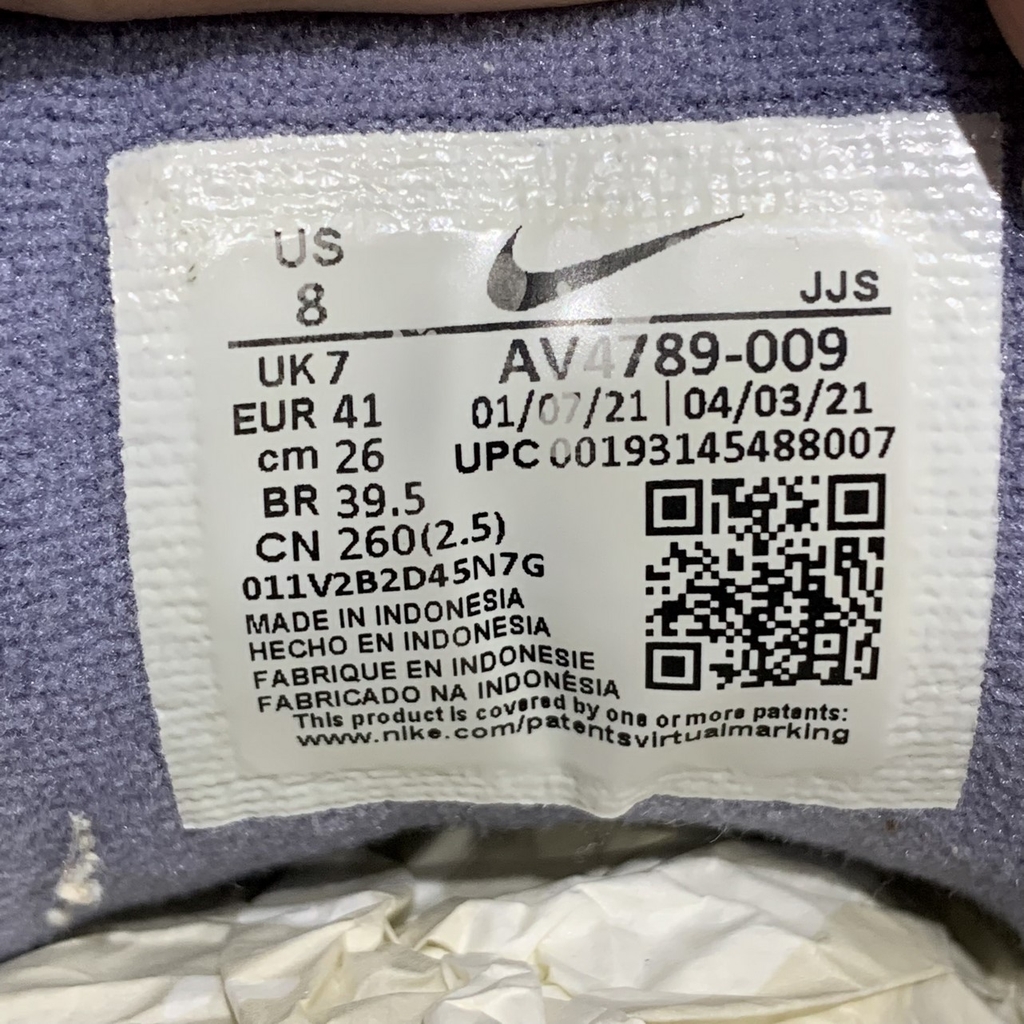 US
8
JJS
UK 7
AV4789-009
EUR 41
01/07/21 | 04/03/21
cm 26
UPC 00193145488007
BR 39.5
CN 260(2.5)
011V2B2D45N7G
MADE IN INDONESIA
HECHO EN INDONESIA
FABRIQUE EN INDONESIE
FABRICADO NA INDONÉSIA
This product is covered by one or more patents:
www.nike.com/patentsvirtualmarking